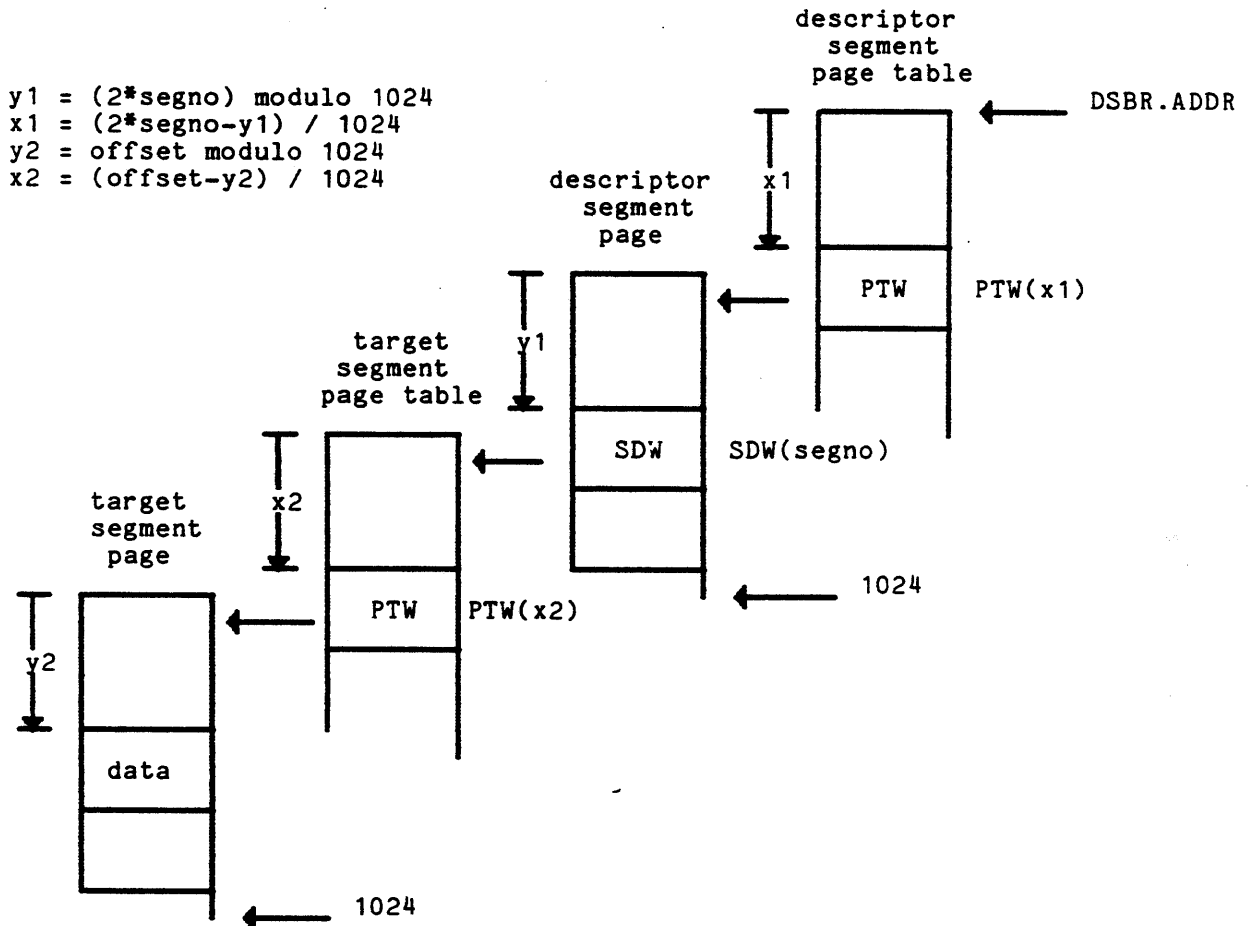 descriptor
segment
page table
y1 = (2*segno) modulo 1024
x1 = (2*segno-y1) / 1024
y2 = offset modulo 1024
x2 = (offset-y2) / 1024
DSBR.ADDR
descriptor
segment
page
x1
PTW
PTW(x1)
target
segment
page table
y1
SDW
SDW(segno)
target
segment
page
x2
1024
PTW
PTW(x2)
y2
data
1024